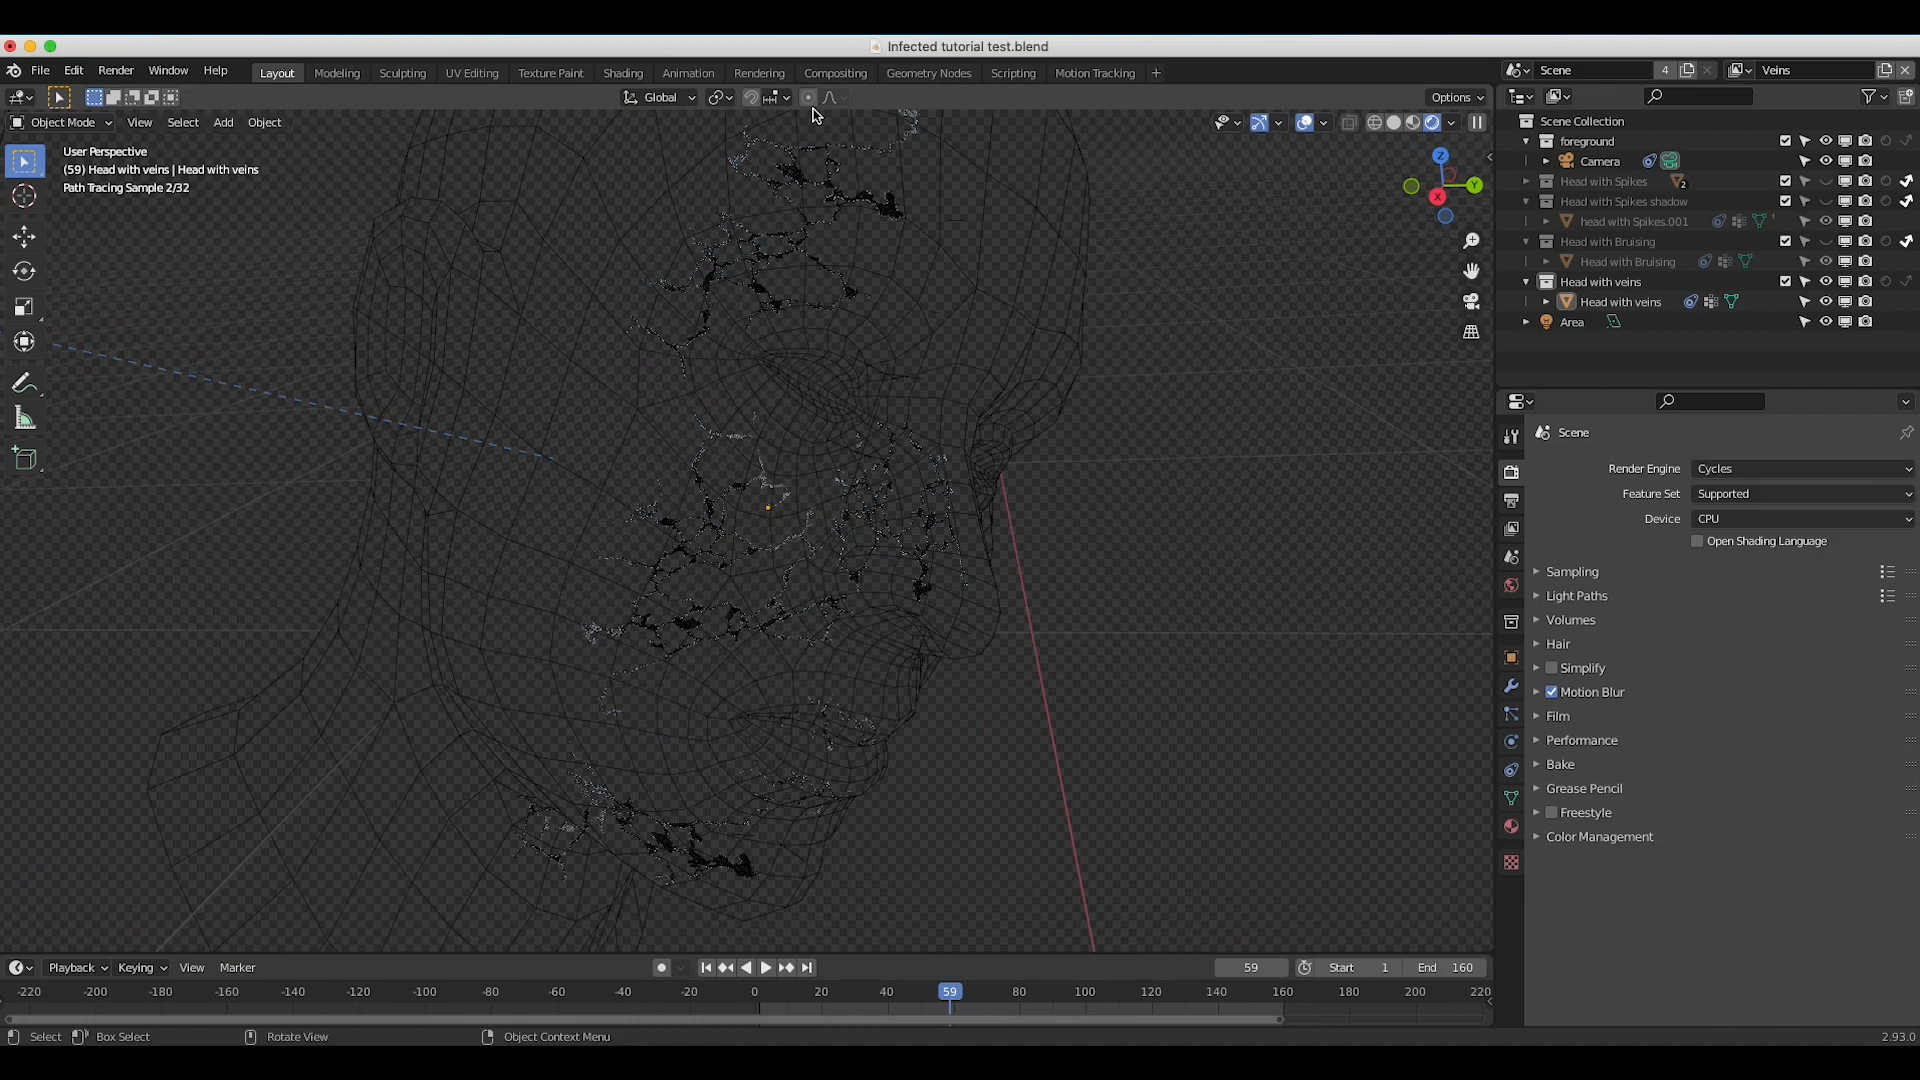 Infected tutorial test.blend
File Edit Render Window Help Layout Modeling Sculpting UV Editing Texture Paint Shading Animation Rendering Compositing Geometry Nodes Scripting Motion Tracking +
Scene 4 Veins
Global Options
Object Mode View Select Add Object
User Perspective
(59) Head with veins | Head with veins
Path Tracing Sample 2/32
Z
Y
X
Scene Collection
foreground
Camera
Head with Spikes 2
Head with Spikes shadow
head with Spikes.001
Head with Bruising
Head with Bruising
Head with veins
Head with veins
Area
Scene
Render Engine Cycles
Feature Set Supported
Device CPU
Open Shading Language
Sampling
Light Paths
Volumes
Hair
Simplify
Motion Blur
Film
Performance
Bake
Grease Pencil
Freestyle
Color Management
Playback Keying View Marker 59 Start 1 End 160
-220 -200 -180 -160 -140 -120 -100 -80 -60 -40 -20 0 20 40 59 80 100 120 140 160 180 200 220
Select Box Select Rotate View Object Context Menu 2.93.0